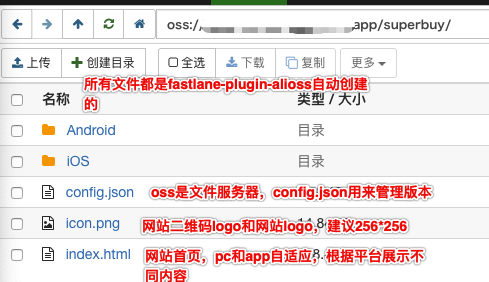 oss:// app/superbuy/
上传 创建目录 全选 下载 复制 更多
所有文件都是fastlane-plugin-alioss自动创建
的
名称 类型 / 大小
Android 目录
iOS 目录
config.json oss是文件服务器，config.json用来管理版本
icon.png 网站二维码logo和网站logo，建议256*256
index.html 网站首页，pc和app自适应，根据平台展示不
同内容